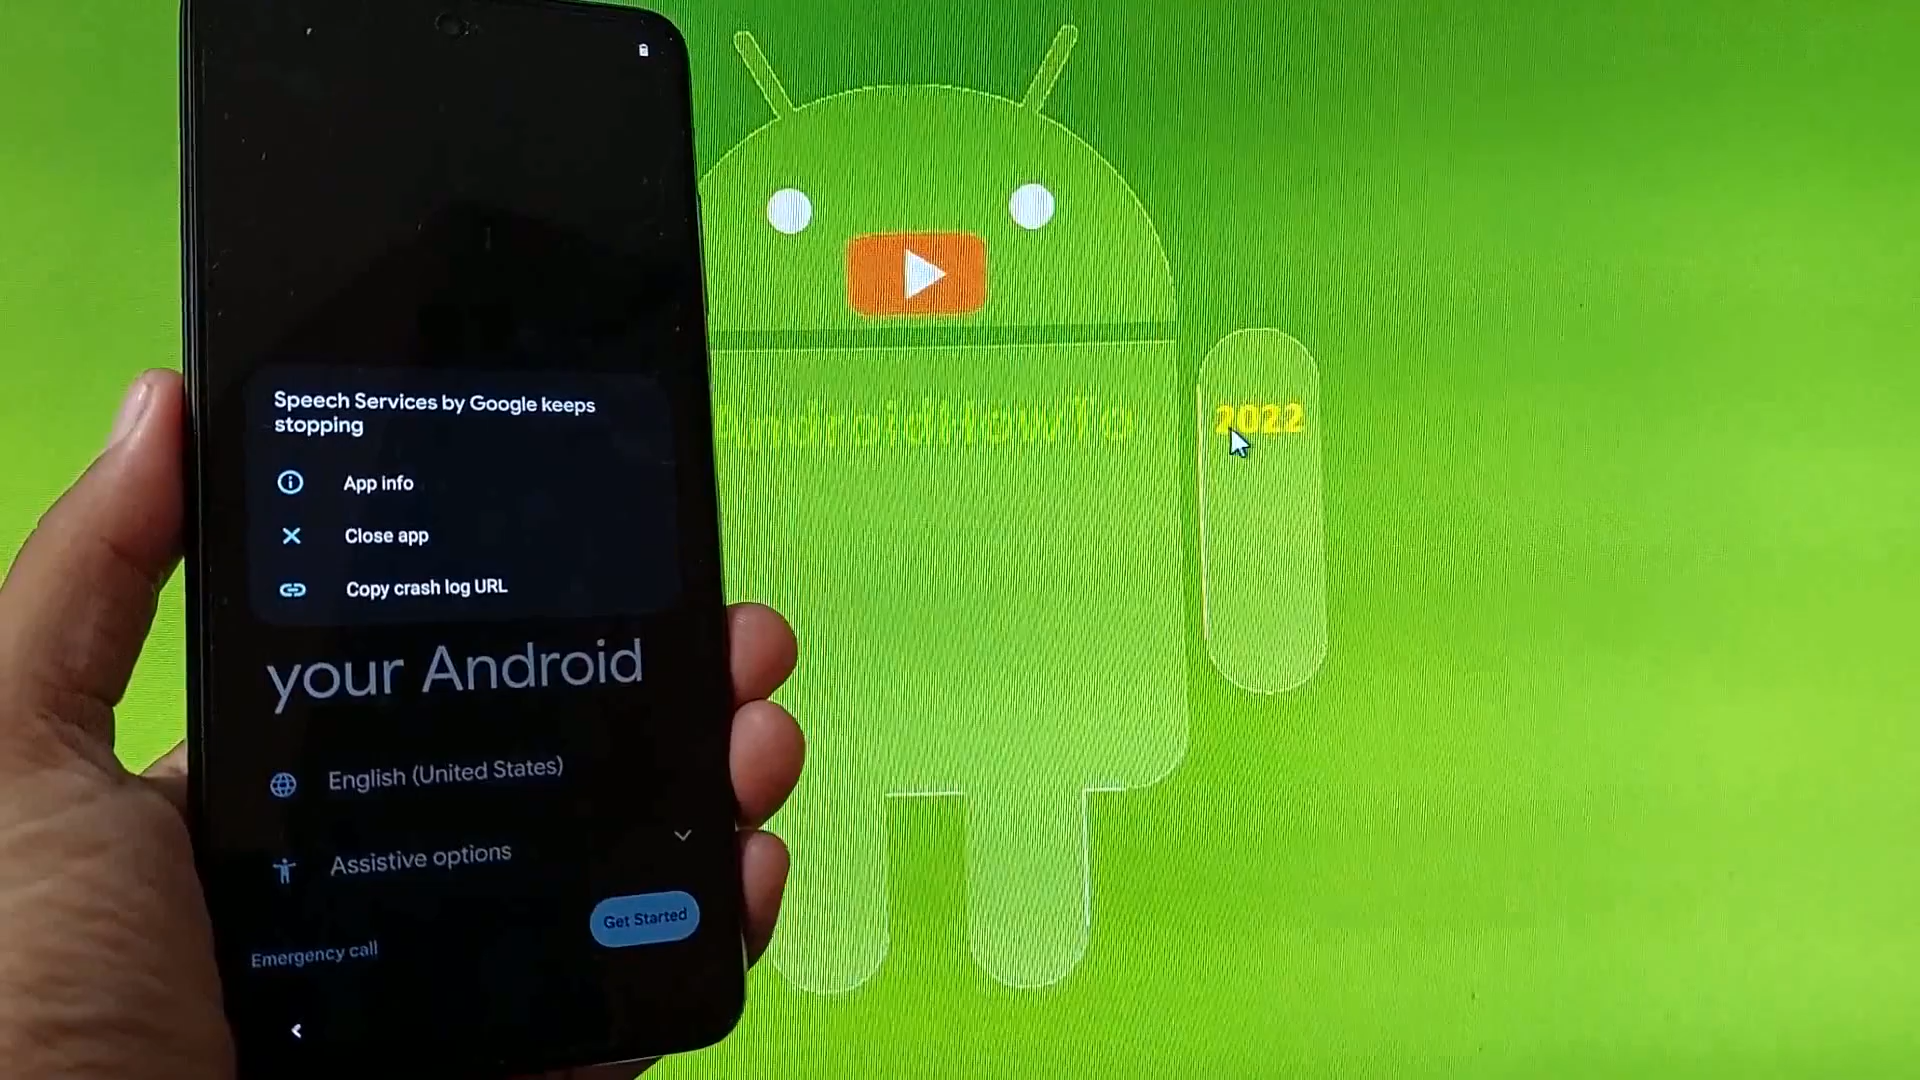 Speech Services by Google keeps
stopping
App info
Close app
Copy crash log URL
your Android
English (United States)
Assistive options
Get Started
Emergency call
AndroidHowTo
2022